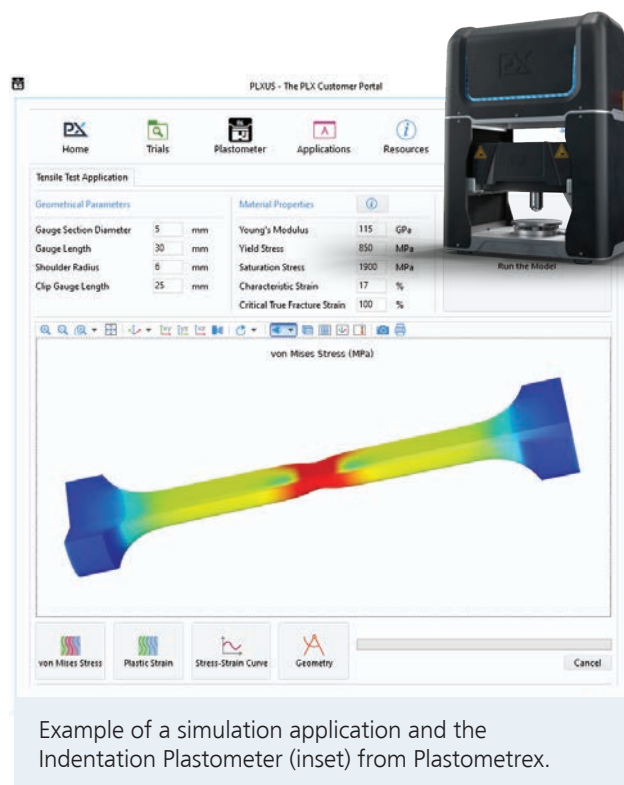 PLXUS - The PLX Customer Portal
PX
Home
Trials
Plastometer
Applications
Resources
Tensile Test Application
Geometrical Parameters
Gauge Section Diameter 5 mm
Gauge Length 30 mm
Shoulder Radius 6 mm
Clip Gauge Length 25 mm
Material Properties
Young's Modulus 115 GPa
Yield Stress 850 MPa
Saturation Stress 1900 MPa
Characteristic Strain 17 %
Critical True Fracture Strain 100 %
Run the Model
von Mises Stress (MPa)
von Mises Stress
Plastic Strain
Stress-Strain Curve
Geometry
Cancel
Example of a simulation application and the
Indentation Plastometer (inset) from Plastometrex.